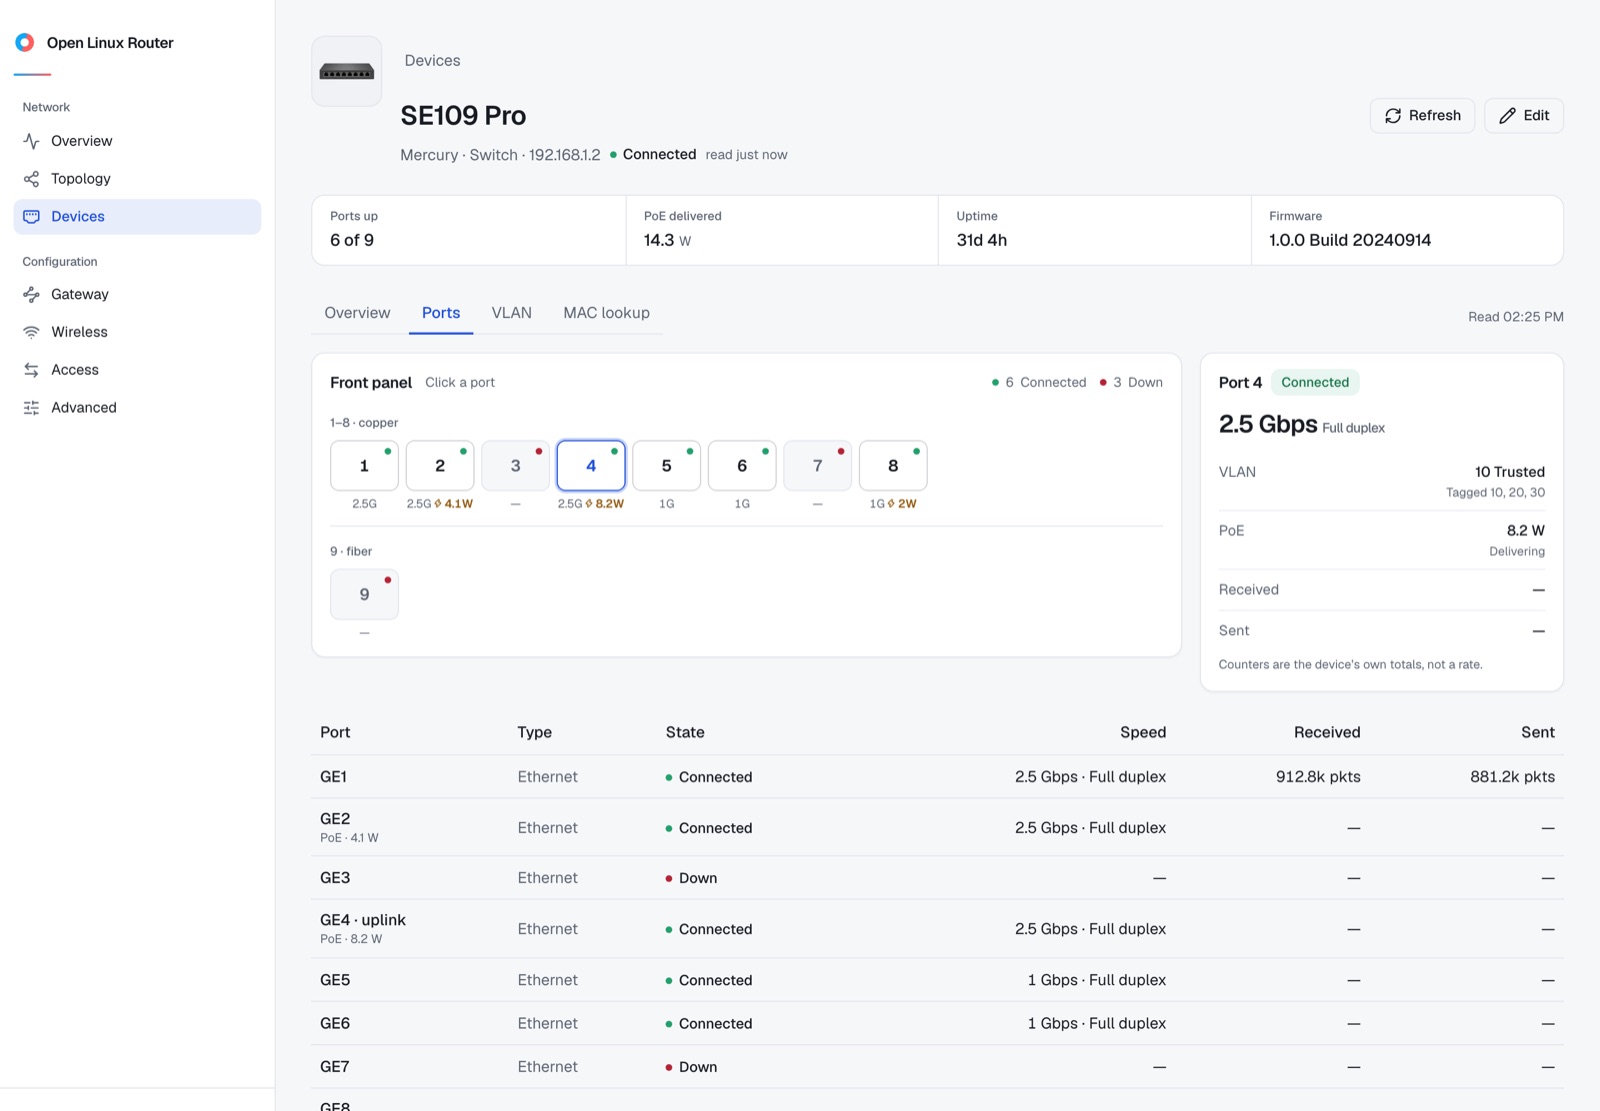 Open Linux Router
Network
Overview
Topology
Devices
Configuration
Gateway
Wireless
Access
Advanced
Devices
SE109 Pro
Mercury · Switch · 192.168.1.2 Connected read just now
Refresh
Edit
Ports up
6 of 9
PoE delivered
14.3 W
Uptime
31d 4h
Firmware
1.0.0 Build 20240914
Overview Ports VLAN MAC lookup
Read 02:25 PM
Front panel Click a port
6 Connected 3 Down
1–8 · copper
1 2 3 4 5 6 7 8
2.5G 2.5G 4.1W — 2.5G 8.2W 1G 1G — 1G 2W
9 · fiber
9
—
Port 4 Connected
2.5 Gbps Full duplex
VLAN 10 Trusted
Tagged 10, 20, 30
PoE 8.2 W
Delivering
Received —
Sent —
Counters are the device's own totals, not a rate.
Port Type State Speed Received Sent
GE1 Ethernet Connected 2.5 Gbps · Full duplex 912.8k pkts 881.2k pkts
GE2 Ethernet Connected 2.5 Gbps · Full duplex — —
PoE · 4.1 W
GE3 Ethernet Down — — —
GE4 · uplink Ethernet Connected 2.5 Gbps · Full duplex — —
PoE · 8.2 W
GE5 Ethernet Connected 1 Gbps · Full duplex — —
GE6 Ethernet Connected 1 Gbps · Full duplex — —
GE7 Ethernet Down — — —
GE8